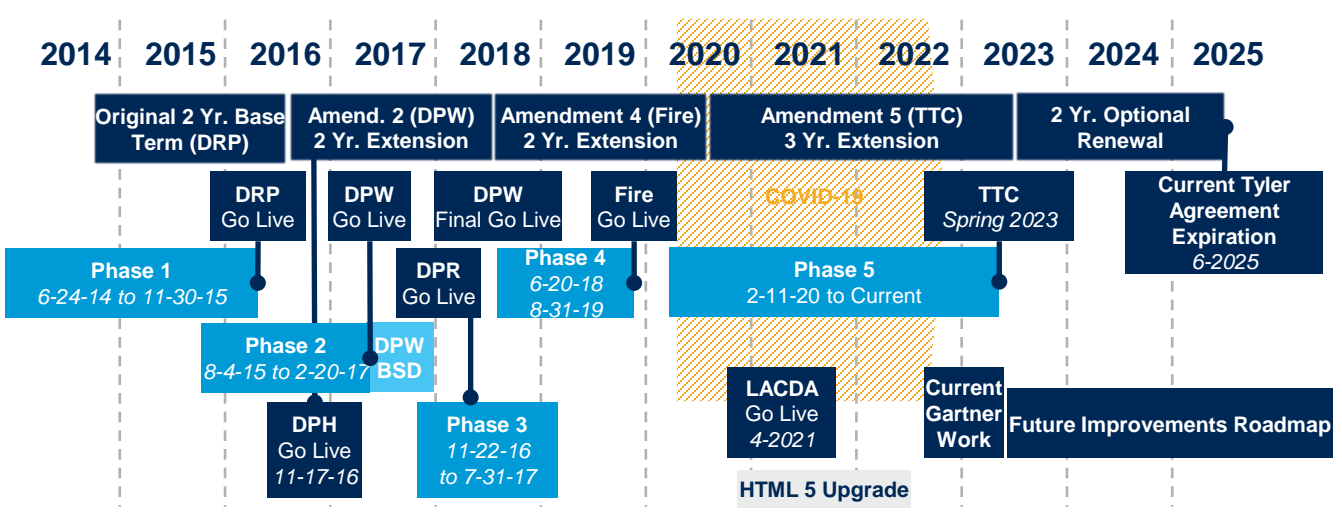 2014 2015 2016 2017 2018 2019 2020 2021 2022 2023 2024 2025
Original 2 Yr. Base
Term (DRP)
Amend. 2 (DPW)
2 Yr. Extension
Amendment 4 (Fire)
2 Yr. Extension
Amendment 5 (TTC)
3 Yr. Extension
2 Yr. Optional
Renewal
DRP
Go Live
DPW
Go Live
DPW
Final Go Live
Fire
Go Live
COVID-19
TTC
Spring 2023
Current Tyler
Agreement
Expiration
6-2025
Phase 1
6-24-14 to 11-30-15
DPR
Go Live
Phase 4
6-20-18
8-31-19
Phase 5
2-11-20 to Current
Phase 2
8-4-15 to 2-20-17
DPW
BSD
DPH
Go Live
11-17-16
Phase 3
11-22-16
to 7-31-17
LACDA
Go Live
4-2021
Current
Gartner
Work
Future Improvements Roadmap
HTML 5 Upgrade